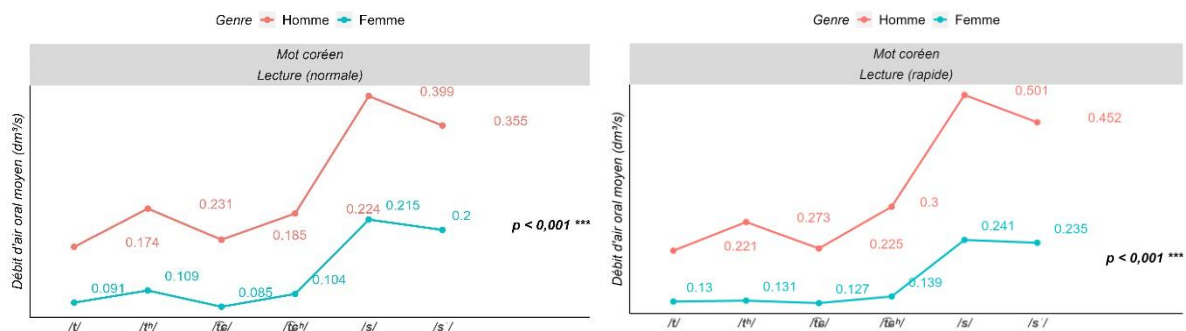 Genre Homme Femme
Mot coréen
Lecture (normale)
Débit d'air oral moyen (dm³/s)
0.399
0.355
0.231
0.224
0.215
0.2
0.174
0.185
0.091
0.109
0.085
0.104
p < 0,001 ***
/t/ /tʰ/ /t͡ɕ/ /t͡ɕʰ/ /s/ /s͈/
Genre Homme Femme
Mot coréen
Lecture (rapide)
Débit d'air oral moyen (dm³/s)
0.501
0.452
0.273
0.3
0.221
0.225
0.241
0.235
0.13
0.131
0.127
0.139
p < 0,001 ***
/t/ /tʰ/ /t͡ɕ/ /t͡ɕʰ/ /s/ /s͈/